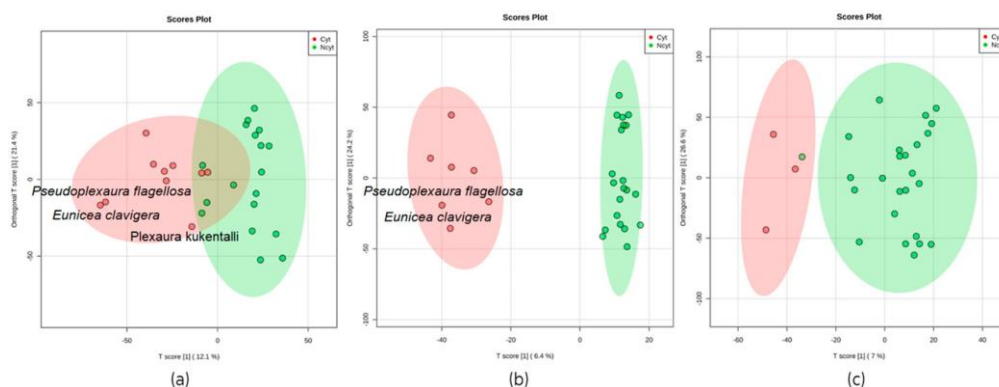 Scores Plot
Cyt
Ncyt
Orthogonal T score [1] ( 21.4 %)
50
0
-50
Pseudoplexaura flagellosa
Eunicea clavigera
Plexaura kukentalli
-50
0
50
T score [1] ( 12.1 %)
(a)
Scores Plot
Cyt
Ncyt
Orthogonal T score [1] ( 24.2 %)
100
50
0
-50
-100
Pseudoplexaura flagellosa
Eunicea clavigera
-40
-20
0
20
T score [1] ( 6.4 %)
(b)
Scores Plot
Cyt
Ncyt
Orthogonal T score [1] ( 26.6 %)
100
50
0
-50
-100
-60
-40
-20
0
20
40
T score [1] ( 7 %)
(c)